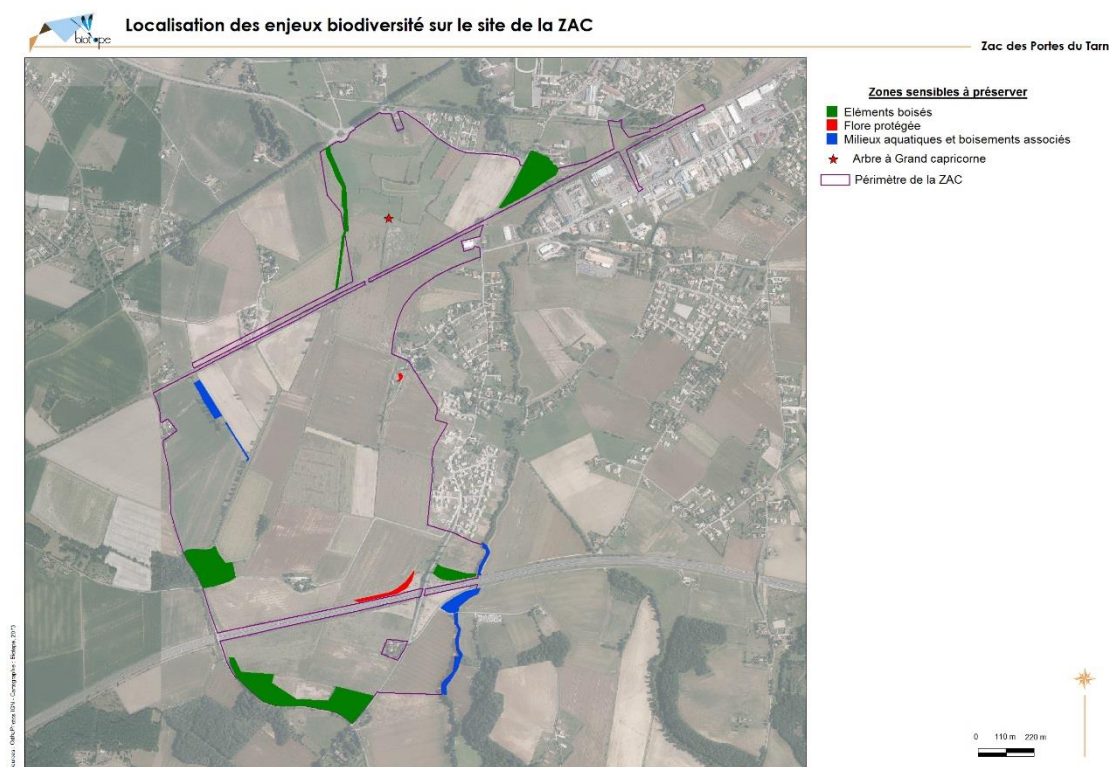 Localisation des enjeux biodiversité sur le site de la ZAC
biotope
Zac des Portes du Tarn
Zones sensibles à préserver
Eléments boisés
Flore protégée
Milieux aquatiques et boisements associés
Arbre à Grand capricorne
Périmètre de la ZAC
0 110 m 220 m